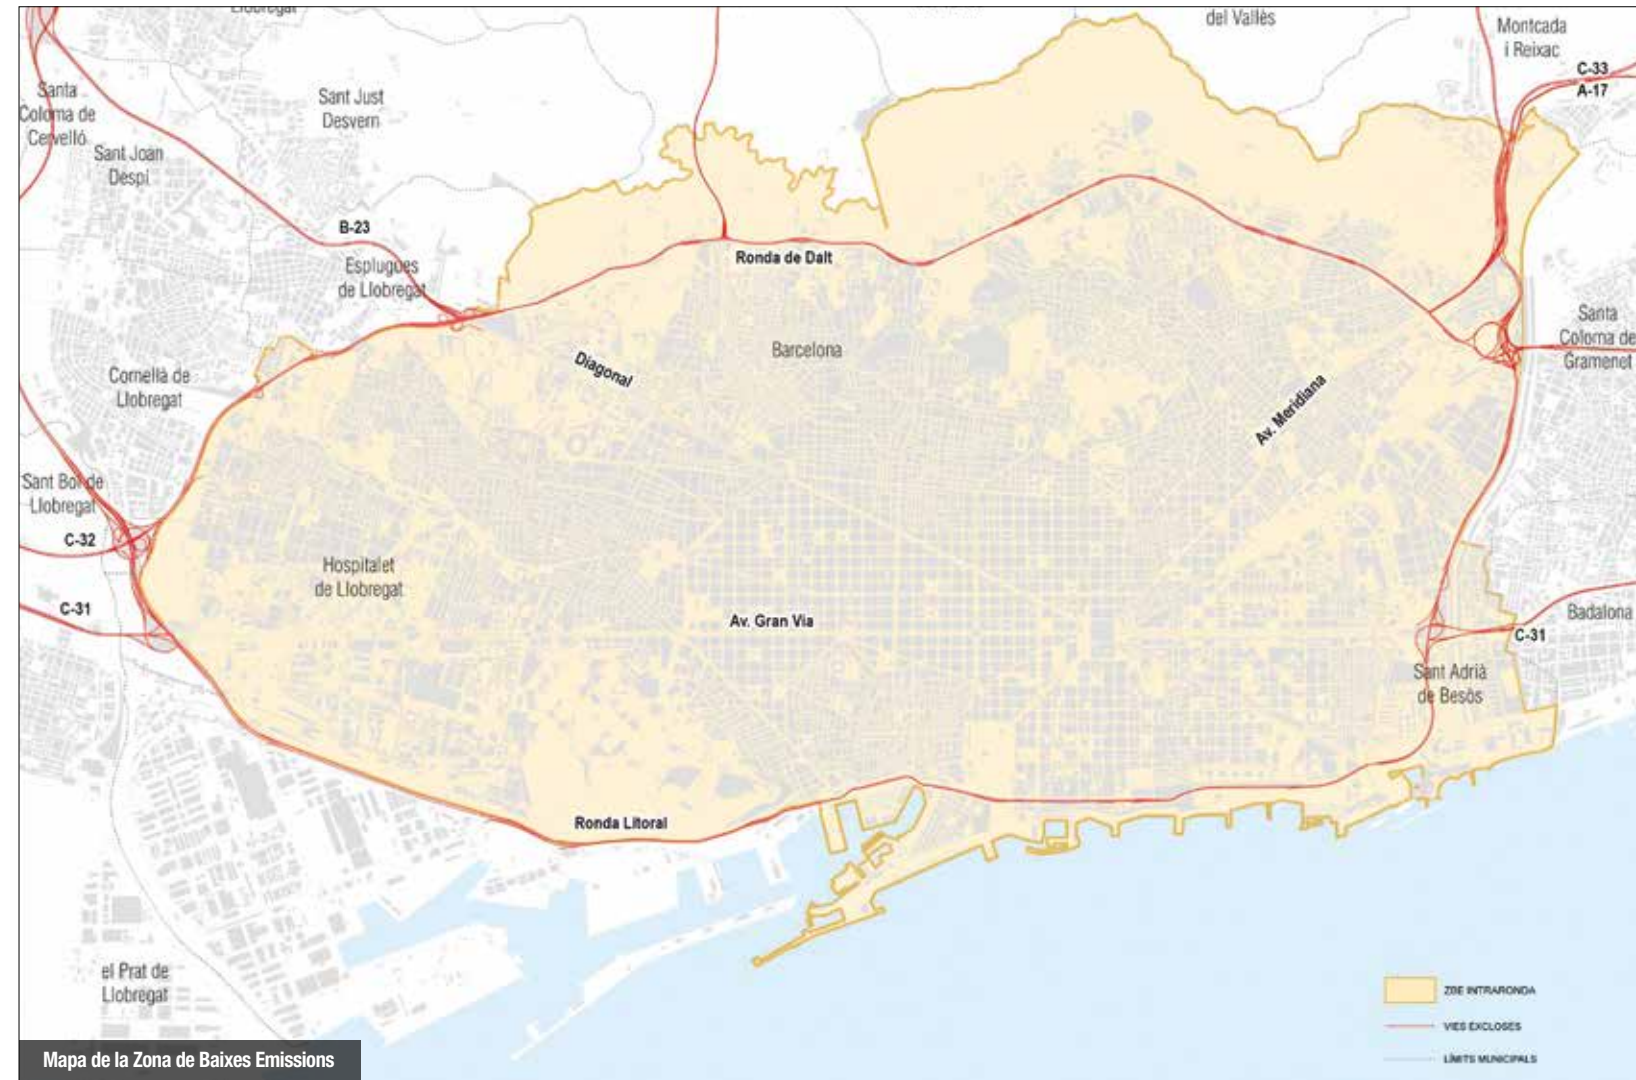 Llobregat
del Vallès
Montcada
i Reixac
C-33
A-17
Santa
Coloma de
Cervelló
Sant Just
Desvern
Sant Joan
Despí
B-23
Esplugues
de Llobregat
Ronda de Dalt
Barcelona
Diagonal
Av. Meridiana
Santa
Coloma de
Gramenet
Cornellà de
Llobregat
Sant Boi de
Llobregat
C-32
Hospitalet
de Llobregat
C-31
Av. Gran Via
Badalona
C-31
Sant Adrià
de Besòs
Ronda Litoral
el Prat de
Llobregat
ZBE INTRARONDA
VIES EXCLOSES
LÍMITS MUNICIPALS
Mapa de la Zona de Baixes Emissions